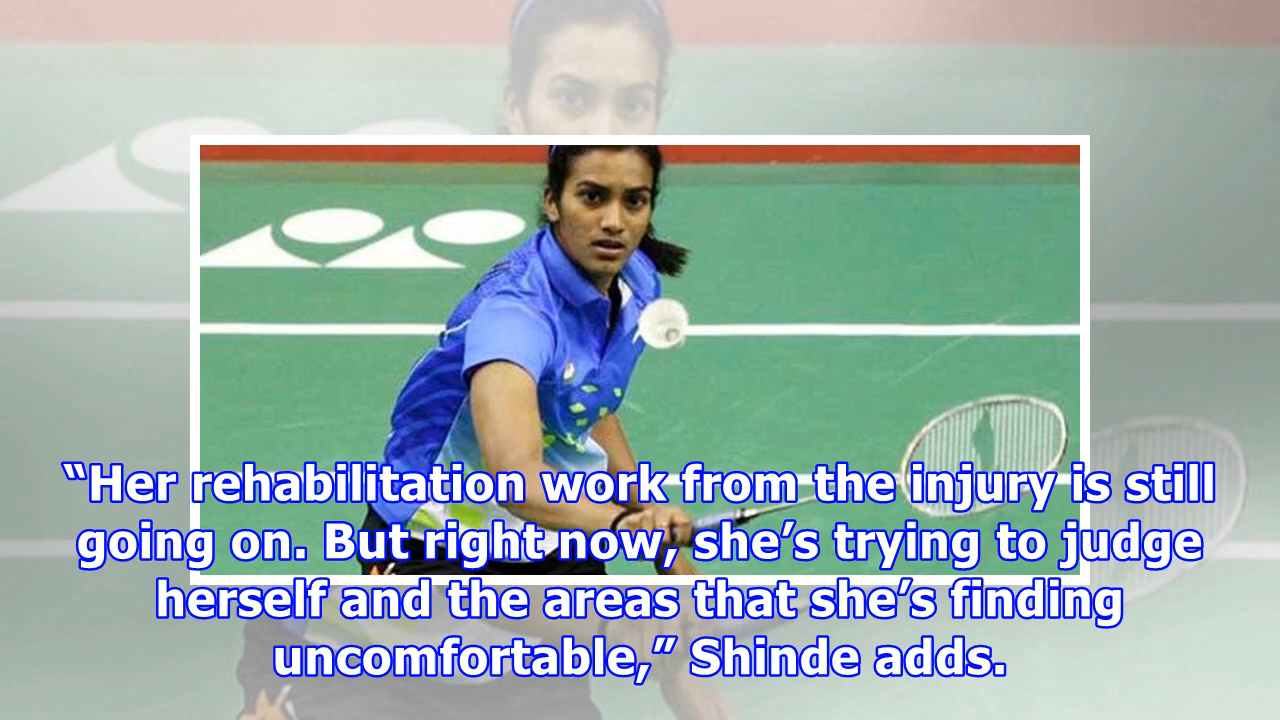 “Her rehabilitation work from the injury is still
going on. But right now, she’s trying to judge
herself and the areas that she’s finding
uncomfortable,” Shinde adds.